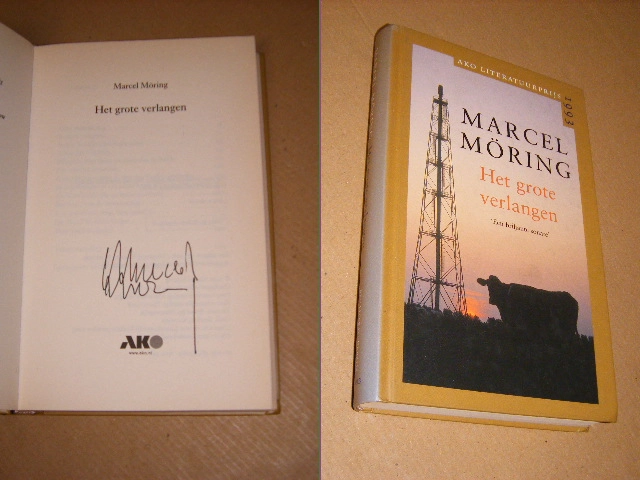 Marcel Möring
Het grote verlangen
AKO
www.ako.nl
AKO LITERATUURPRIJS
1993
MARCEL
MÖRING
Het grote
verlangen